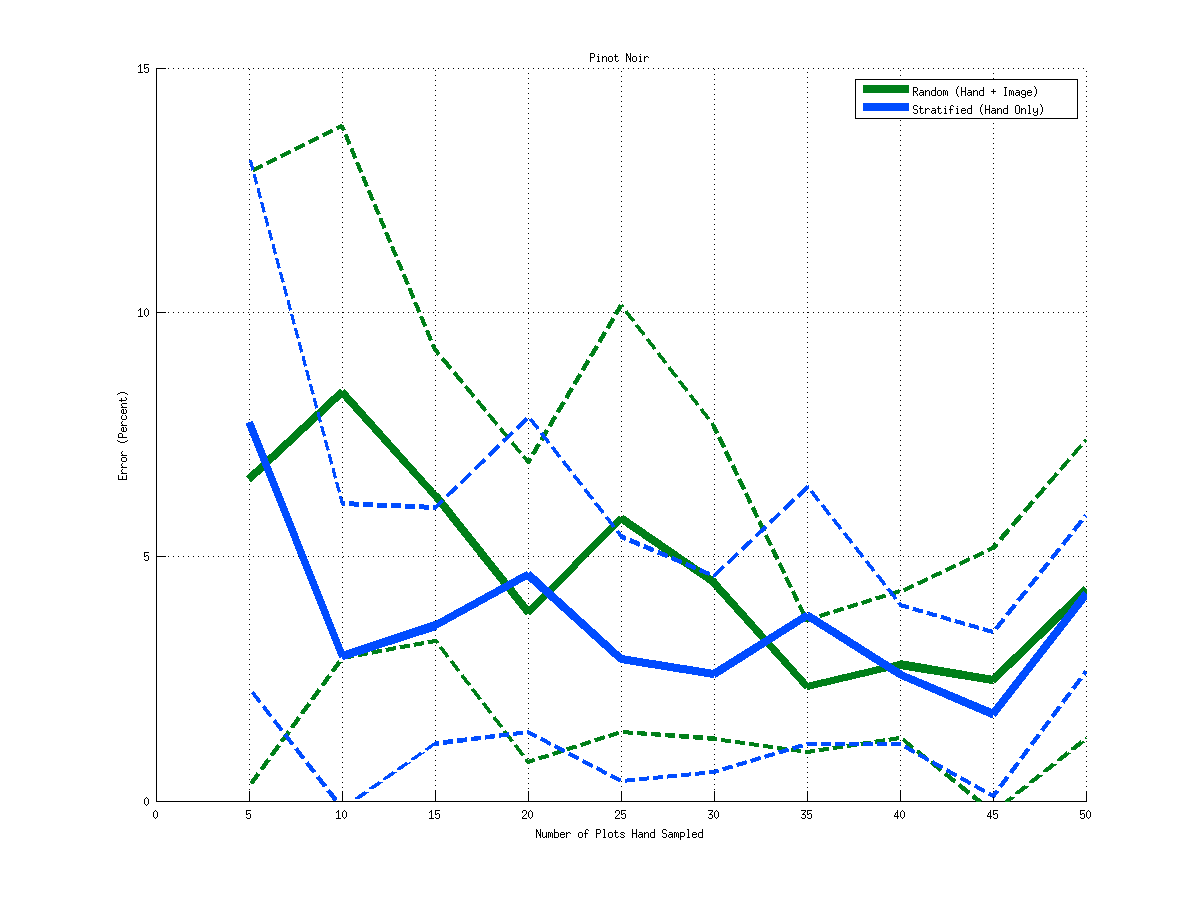 Pinot Noir
15
10
5
0
Error (Percent)
Random (Hand + Image)
Stratified (Hand Only)
0 5 10 15 20 25 30 35 40 45 50
Number of Plots Hand Sampled